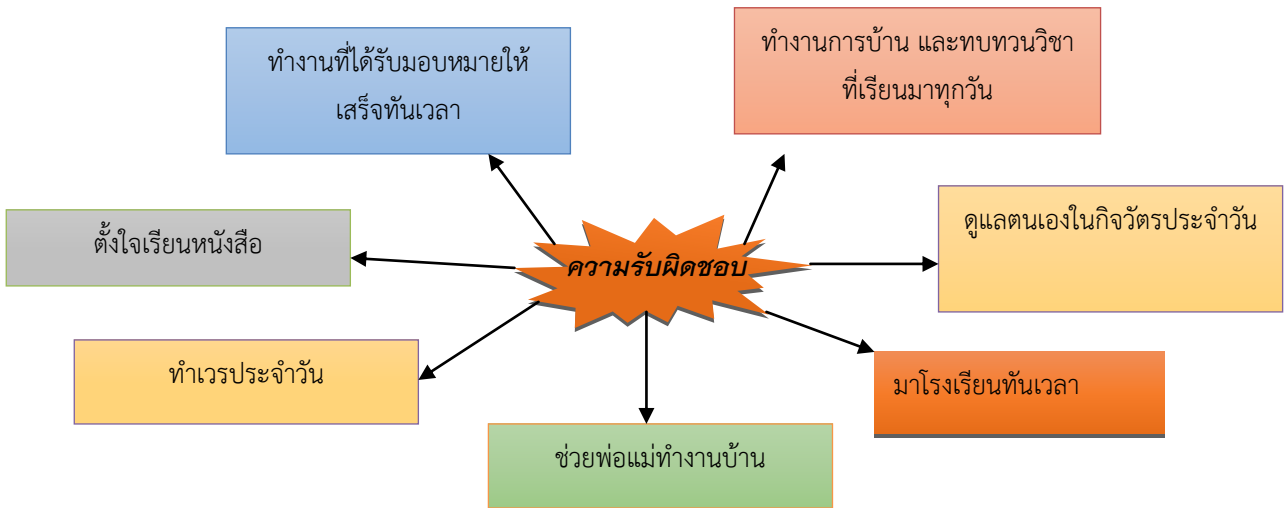 ทำงานที่ได้รับมอบหมายให้
เสร็จทันเวลา
ทำงานการบ้าน และทบทวนวิชา
ที่เรียนมาทุกวัน
ตั้งใจเรียนหนังสือ
ความรับผิดชอบ
ดูแลตนเองในกิจวัตรประจำวัน
ทำเวรประจำวัน
มาโรงเรียนทันเวลา
ช่วยพ่อแม่ทำงานบ้าน